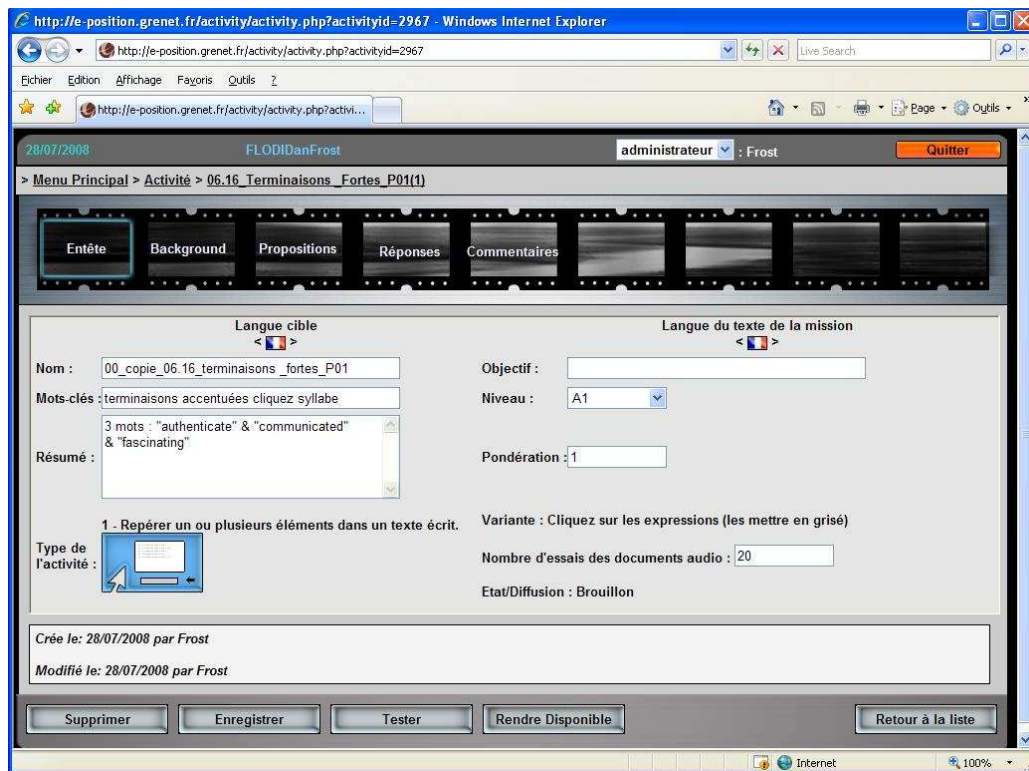 http://e-position.grenet.fr/activity/activity.php?activityid=2967 - Windows Internet Explorer
http://e-position.grenet.fr/activity/activity.php?activityid=2967
Live Search
Fichier Edition Affichage Favoris Outils ?
http://e-position.grenet.fr/activity/activity.php?activi...
Page Outils
28/07/2008 FLODIDanFrost administrateur : Frost Quitter
> Menu Principal > Activité > 06.16_Terminaisons _Fortes_P01(1)
Entête Background Propositions Réponses Commentaires
Langue cible Langue du texte de la mission
< > < >
Nom : 00_copie_06.16_terminaisons _fortes_P01 Objectif :
Mots-clés : terminaisons accentuées cliquez syllabe Niveau : A1
3 mots : "authenticate" & "communicated"
& "fascinating"
Résumé : Pondération : 1
1 - Repérer un ou plusieurs éléments dans un texte écrit. Variante : Cliquez sur les expressions (les mettre en grisé)
Type de
l'activité : Nombre d'essais des documents audio : 20
Etat/Diffusion : Brouillon
Crée le: 28/07/2008 par Frost
Modifié le: 28/07/2008 par Frost
Supprimer Enregistrer Tester Rendre Disponible Retour à la liste
Internet 100%